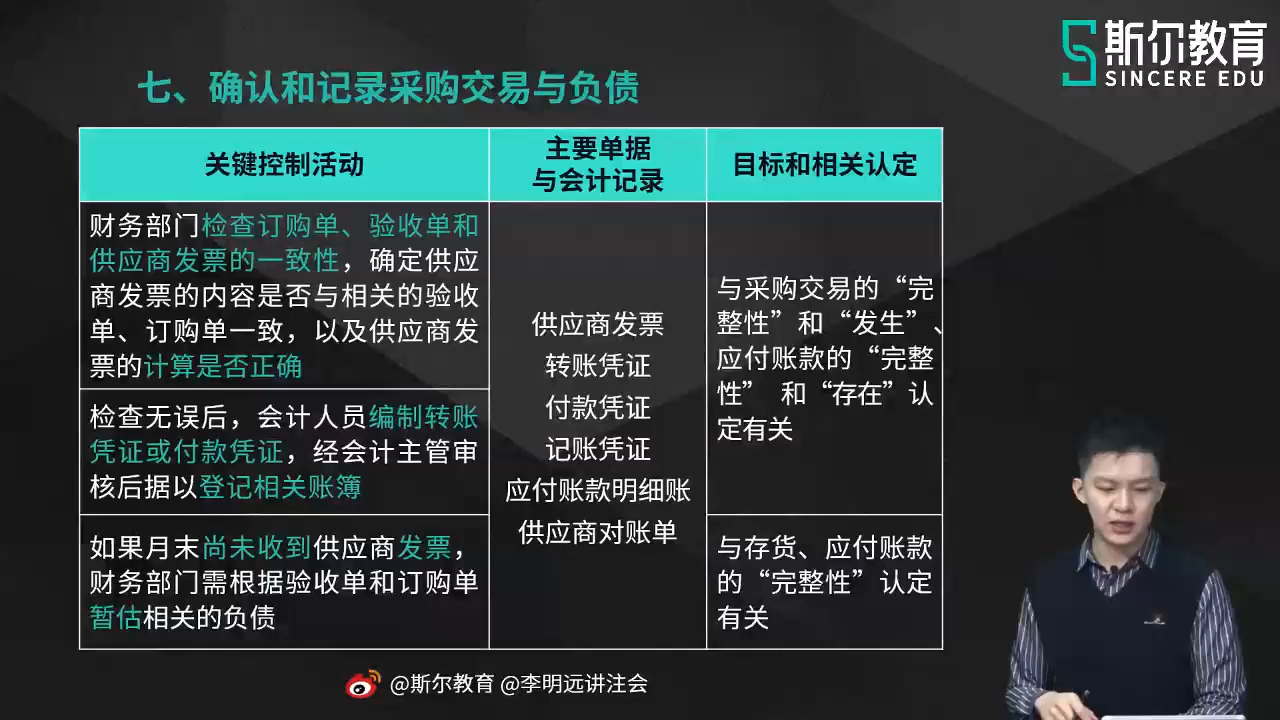 斯尔教育
SINCERE EDU
七、确认和记录采购交易与负债
关键控制活动
主要单据
与会计记录
目标和相关认定
财务部门检查订购单、验收单和
供应商发票的一致性，确定供应
商发票的内容是否与相关的验收
单、订购单一致，以及供应商发
票的计算是否正确
检查无误后，会计人员编制转账
凭证或付款凭证，经会计主管审
核后据以登记相关账簿
如果月末尚未收到供应商发票，
财务部门需根据验收单和订购单
暂估相关的负债
供应商发票
转账凭证
付款凭证
记账凭证
应付账款明细账
供应商对账单
与采购交易的“完
整性”和“发生”、
应付账款的“完整
性” 和“存在”认
定有关
与存货、应付账款
的“完整性”认定
有关
@斯尔教育 @李明远讲注会